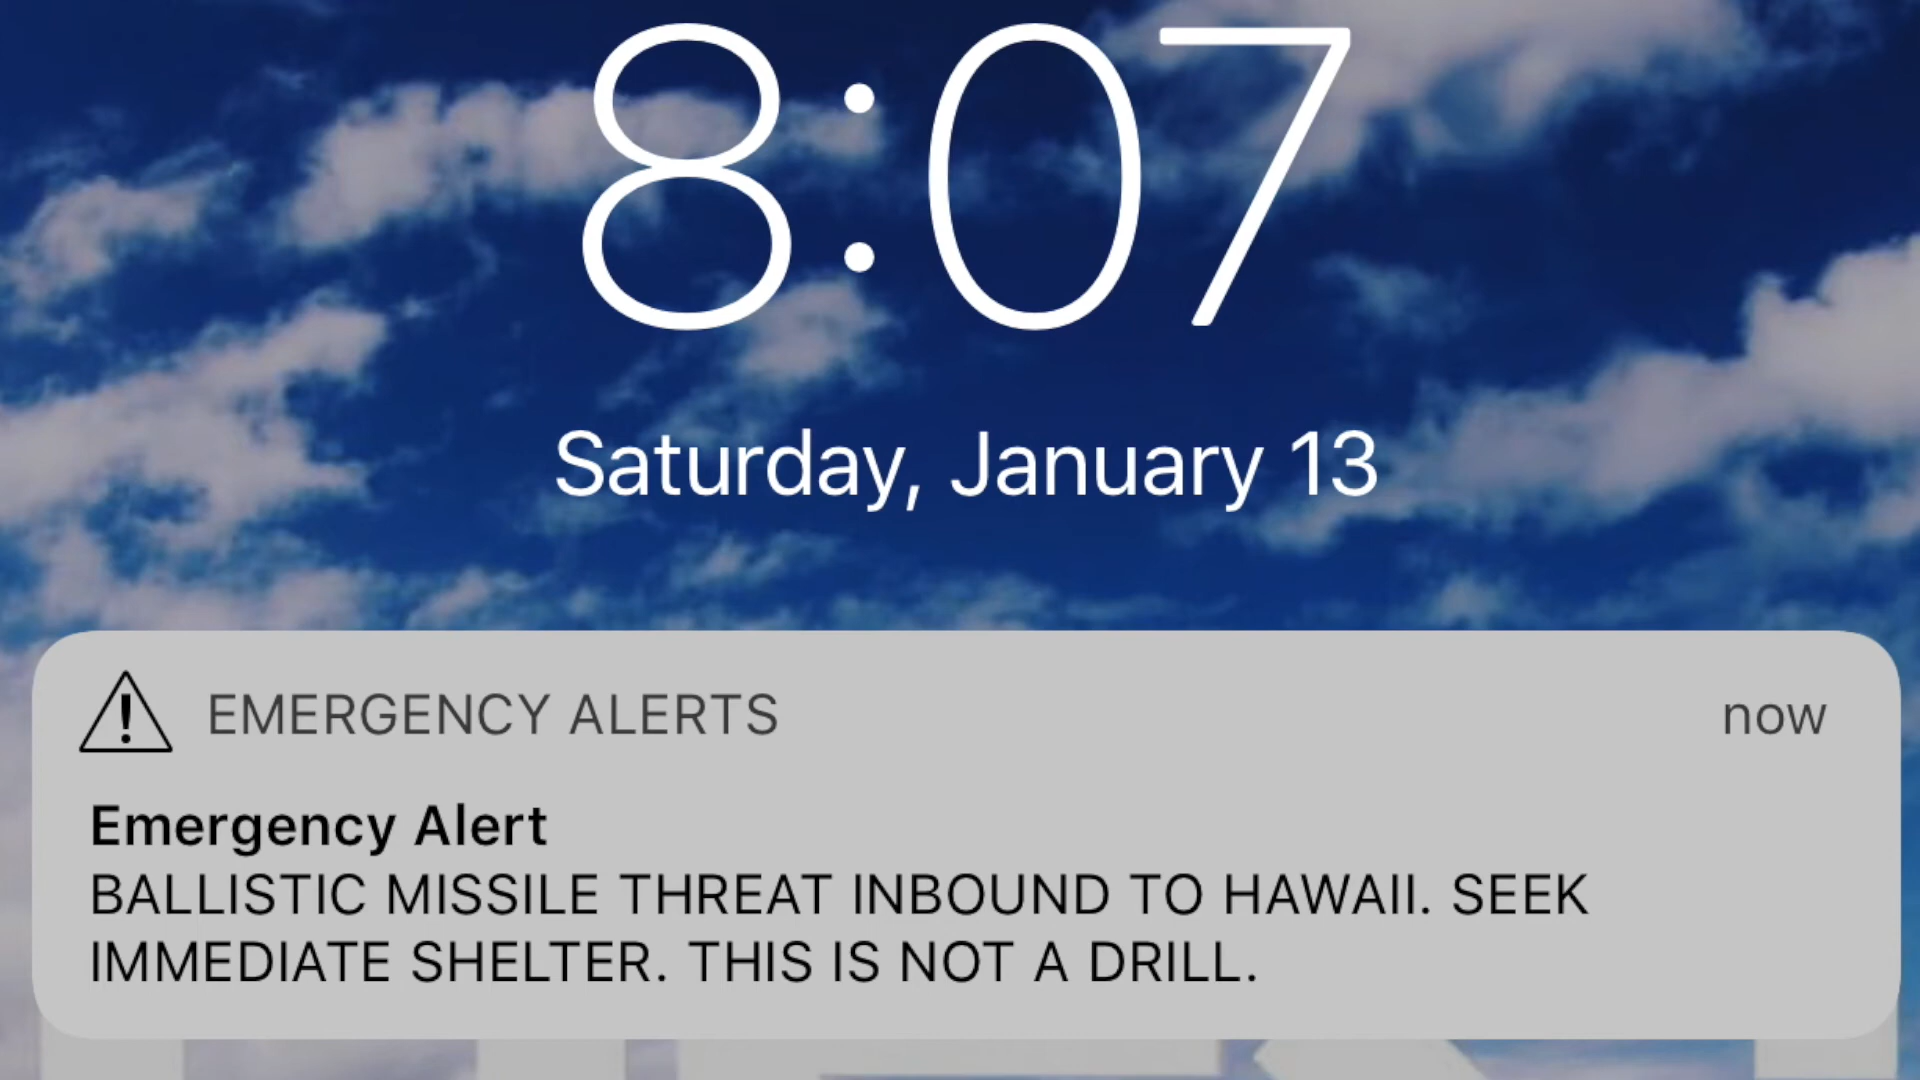 8:07
Saturday, January 13
EMERGENCY ALERTS now
Emergency Alert
BALLISTIC MISSILE THREAT INBOUND TO HAWAII. SEEK
IMMEDIATE SHELTER. THIS IS NOT A DRILL.